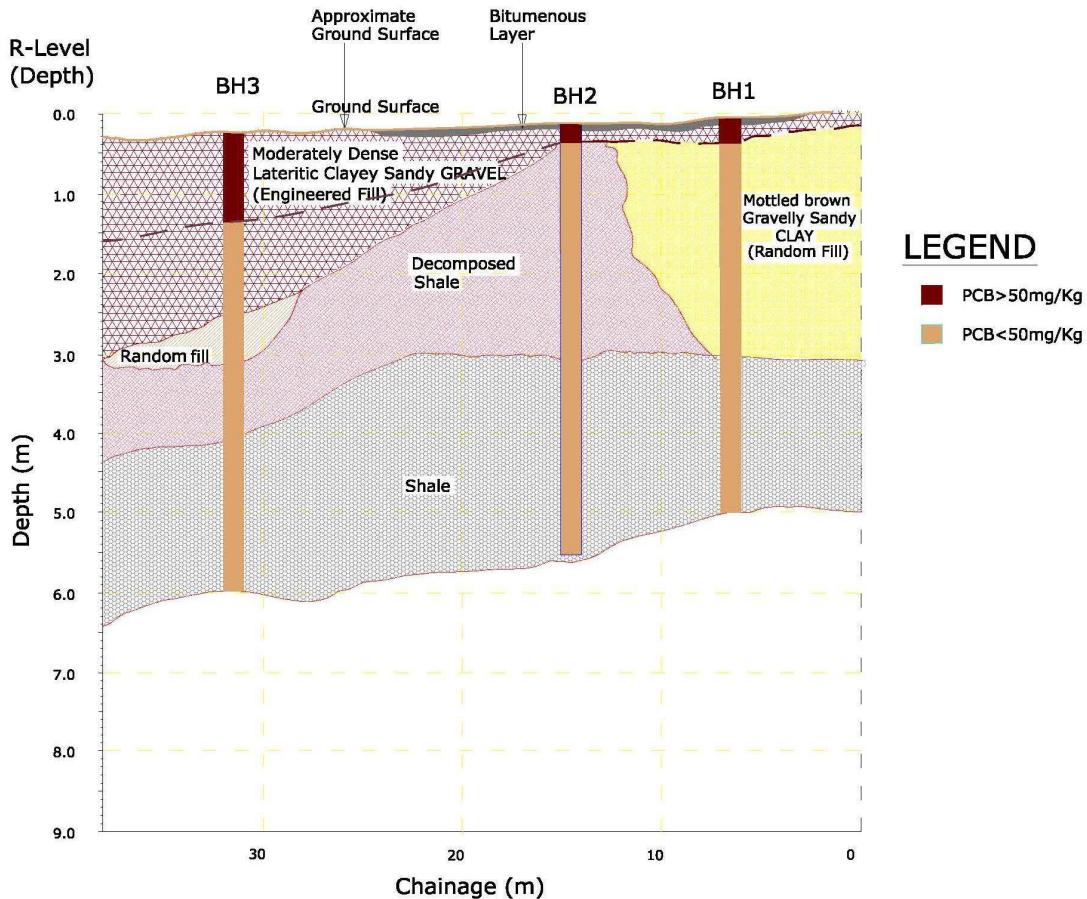 Approximate
Ground Surface
Bitumenous
Layer
R-Level
(Depth)
BH3
BH2
BH1
Ground Surface
0.0
1.0
2.0
3.0
4.0
5.0
6.0
7.0
8.0
9.0
Depth (m)
Moderately Dense
Lateritic Clayey Sandy GRAVEL
(Engineered Fill)
Mottled brown
Gravelly Sandy
CLAY
(Random Fill)
Decomposed
Shale
Random fill
Shale
LEGEND
PCB>50mg/Kg
PCB<50mg/Kg
30
20
10
0
Chainage (m)